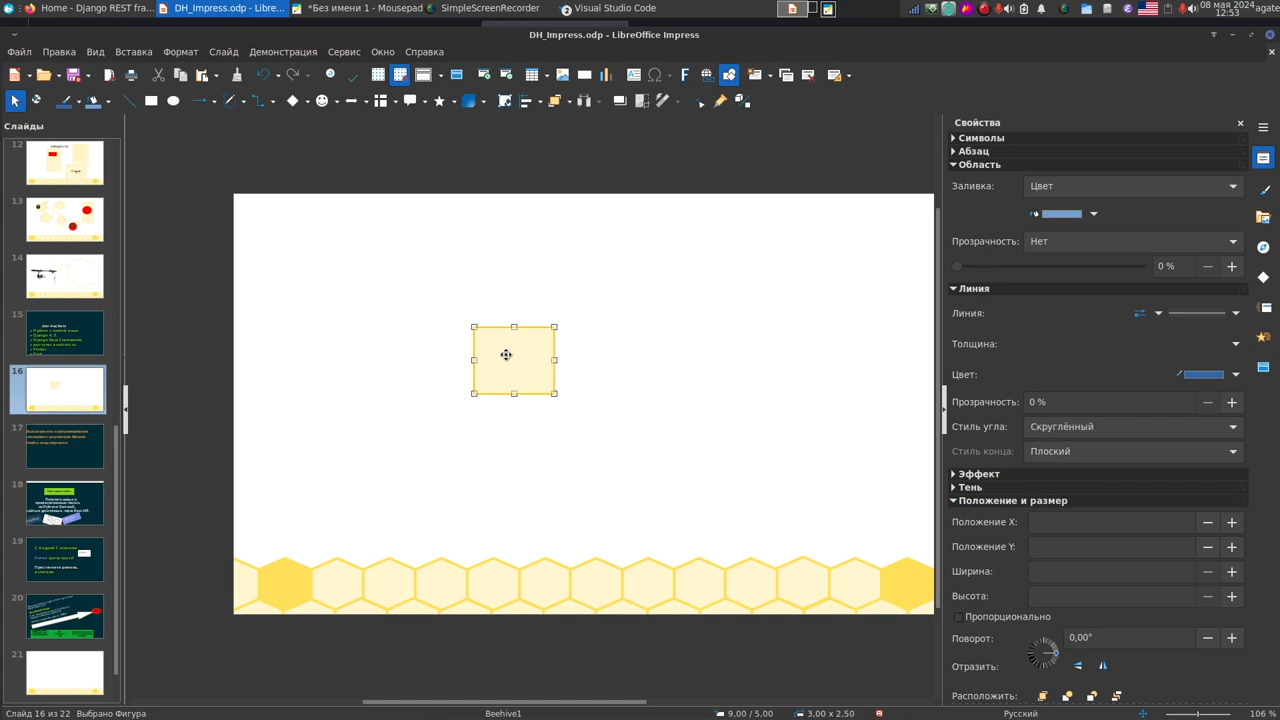 Home - Django REST fra...
DH_Impress.odp - Libre...
*Без имени 1 - Mousepad
SimpleScreenRecorder
2
Visual Studio Code
08 мая 2024
12:53
agate
DH_Impress.odp - LibreOffice Impress
Файл Правка Вид Вставка Формат Слайд Демонстрация Сервис Окно Справка
Слайды
12
13
14
15
dev-hackers
16
17
18
19
20
21
Свойства
Символы
Абзац
Область
Заливка: Цвет
Прозрачность: Нет
0 %
Линия
Линия:
Толщина:
Цвет:
Прозрачность: 0 %
Стиль угла: Скруглённый
Стиль конца: Плоский
Эффект
Тень
Положение и размер
Положение X:
Положение Y:
Ширина:
Высота:
Пропорционально
Поворот: 0,00°
Отразить:
Расположить:
Слайд 16 из 22 Выбрано Фигура Beehive1 9,00 / 5,00 3,00 x 2,50 Русский 106 %